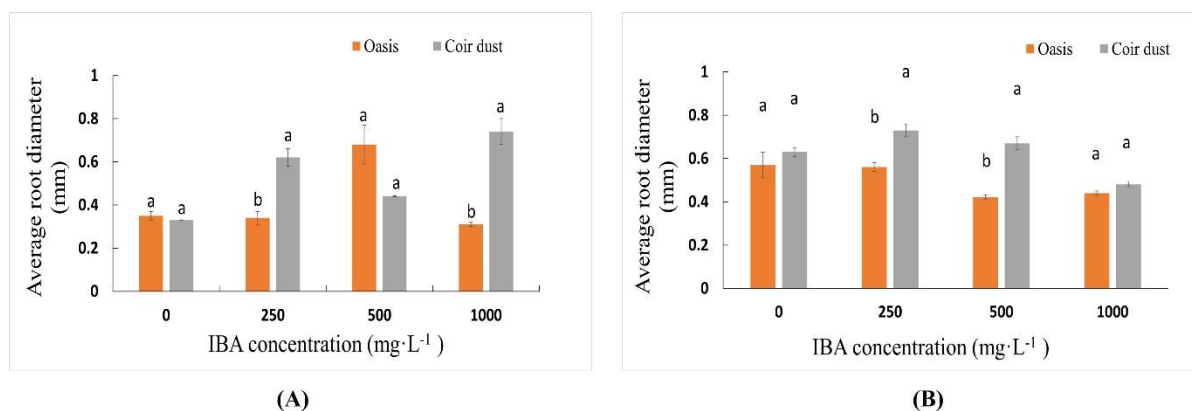 Oasis Coir dust
Average root diameter
(mm)
1
0.8
0.6
0.4
0.2
0
a a b a a a b a
0 250 500 1000
IBA concentration (mg·L-1 )
(A)
Oasis Coir dust
Average root diameter
(mm)
1
0.8
0.6
0.4
0.2
0
a a b a b a a a
0 250 500 1000
IBA concentration (mg·L-1 )
(B)